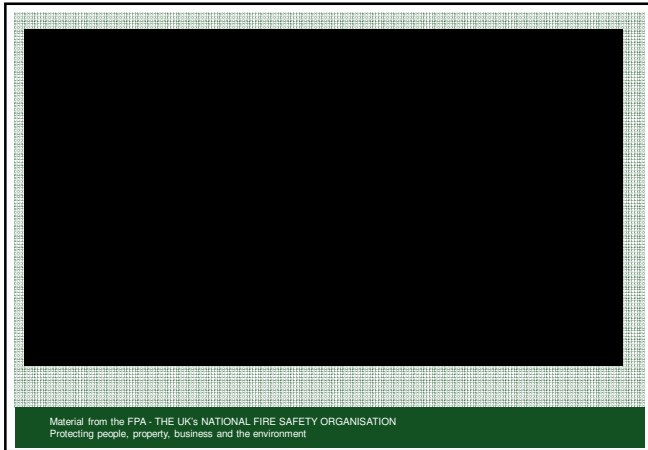 Material from the FPA - THE UK's NATIONAL FIRE SAFETY ORGANISATION
Protecting people, property, business and the environment